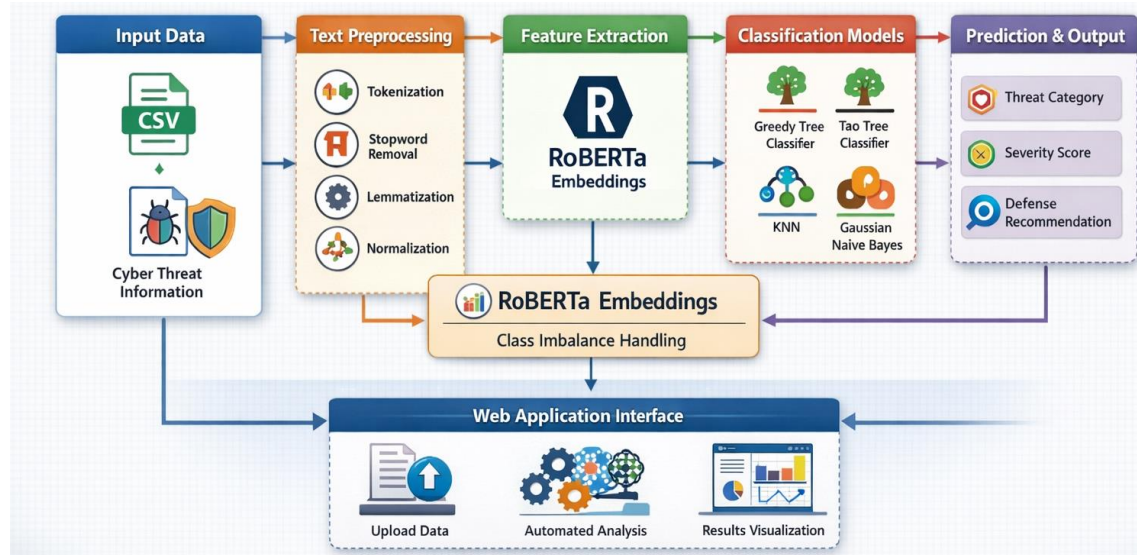 Input Data
CSV
Cyber Threat
Information
Text Preprocessing
Tokenization
Stopword
Removal
Lemmatization
Normalization
Feature Extraction
R
RoBERTa
Embeddings
Classification Models
Greedy Tree
Classifer
Tao Tree
Classifier
KNN
Gaussian
Naive Bayes
Prediction & Output
Threat Category
Severity Score
Defense
Recommendation
RoBERTa Embeddings
Class Imbalance Handling
Web Application Interface
Upload Data
Automated Analysis
Results Visualization